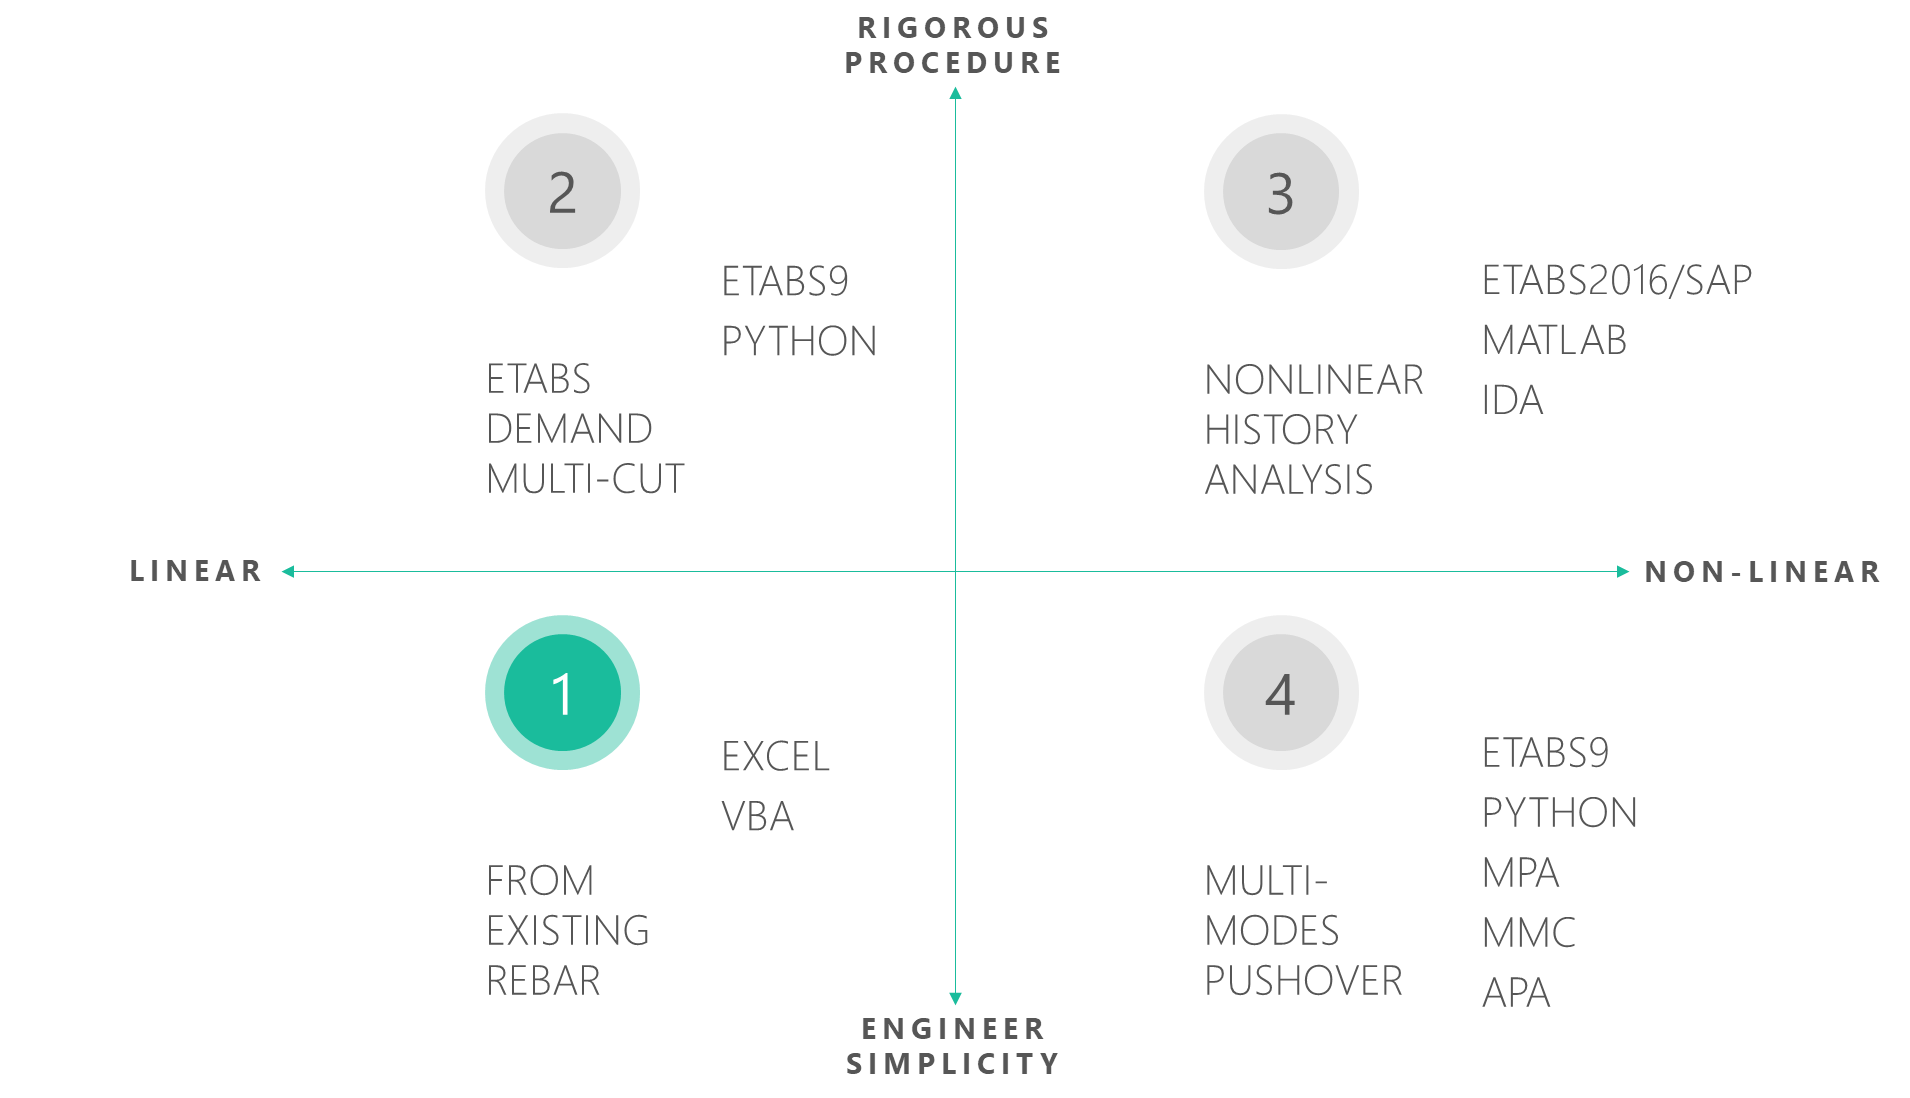 RIGOROUS
PROCEDURE
2
ETABS9
PYTHON
ETABS
DEMAND
MULTI-CUT
3
ETABS2016/SAP
MATLAB
IDA
NONLINEAR
HISTORY
ANALYSIS
LINEAR
NON-LINEAR
1
EXCEL
VBA
FROM
EXISTING
REBAR
4
ETABS9
PYTHON
MPA
MMC
APA
MULTI-
MODES
PUSHOVER
ENGINEER
SIMPLICITY